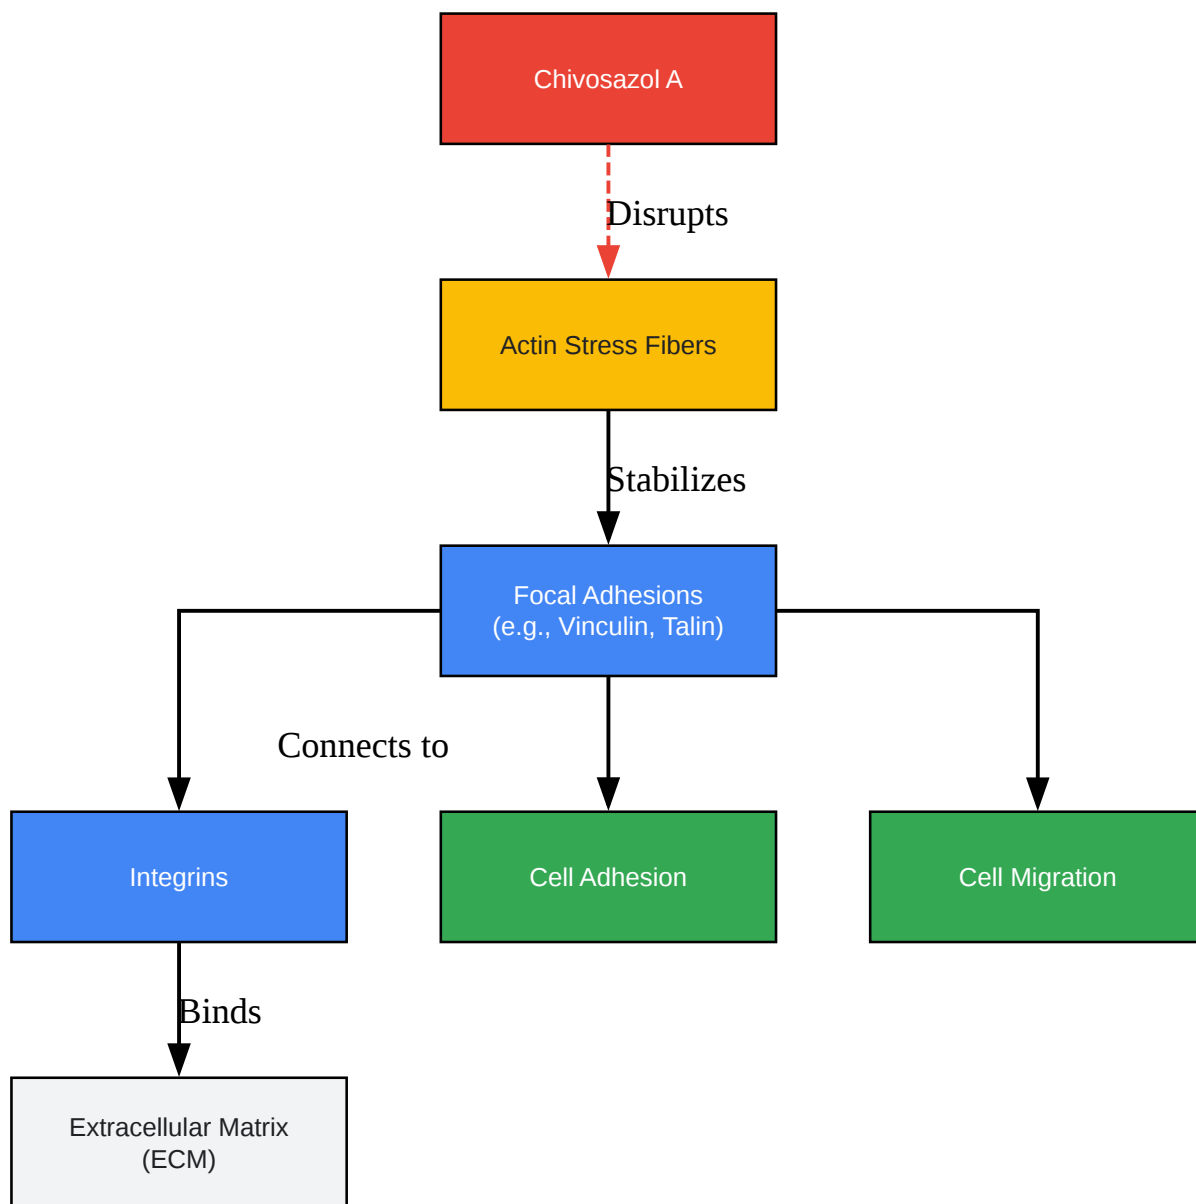 Chivosazol A
Disrupts
Actin Stress Fibers
Stabilizes
Focal Adhesions
(e.g., Vinculin, Talin)
Connects to
Integrins
Cell Adhesion
Cell Migration
Binds
Extracellular Matrix
(ECM)